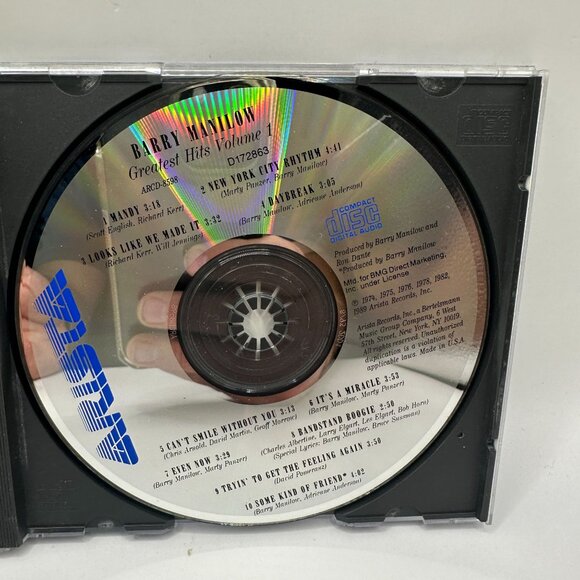 BARRY MANILOW
Greatest Hits Volume 1
ARCD-8598
D172863
1 MANDY 3:18
(Scott English, Richard Kerr)
2 NEW YORK CITY RHYTHM 4:41
(Marty Panzer, Barry Manilow)
3 LOOKS LIKE WE MADE IT 3:32
(Richard Kerr, Will Jennings)
4 DAYBREAK 3:05
(Barry Manilow, Adrienne Anderson)
COMPACT
disc
DIGITAL AUDIO
Produced by Barry Manilow and
Ron Dante
*Produced by Barry Manilow
Mfd. for BMG Direct Marketing,
Inc. under License
℗ 1974, 1975, 1976, 1978, 1982,
1989 Arista Records, Inc.
Arista Records, Inc., a Bertelsmann
Music Group Company, 6 West
57th Street, New York, NY 10019.
All rights reserved. Unauthorized
duplication is a violation of
applicable laws. Made in U.S.A.
ARISTA
5 CAN'T SMILE WITHOUT YOU 3:13
(Chris Arnold, David Martin, Geoff Morrow)
6 IT'S A MIRACLE 3:53
(Barry Manilow, Marty Panzer)
7 EVEN NOW 3:29
(Barry Manilow, Marty Panzer)
8 BANDSTAND BOOGIE 2:50
(Charles Albertine, Larry Elgart, Les Elgart, Bob Horn)
(Special Lyrics: Barry Manilow, Bruce Sussman)
9 TRYIN' TO GET THE FEELING AGAIN 3:50
(David Pomeranz)
10 SOME KIND OF FRIEND* 4:02
(Barry Manilow, Adrienne Anderson)